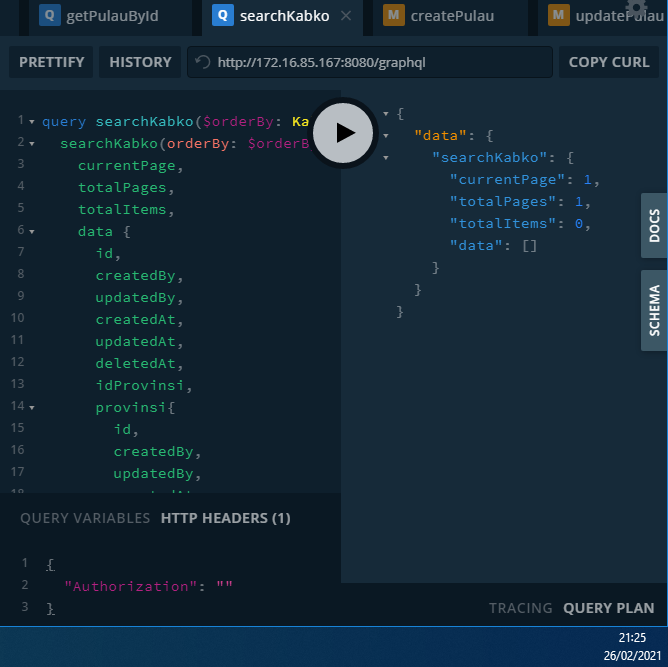 Q getPulauById Q searchKabko × M createPulau M updatePulau
PRETTIFY HISTORY http://172.16.85.167:8080/graphql COPY CURL
1 query searchKabko($orderBy: Ka
2 searchKabko(orderBy: $orderB
3 currentPage,
4 totalPages,
5 totalItems,
6 data {
7 id,
8 createdBy,
9 updatedBy,
10 createdAt,
11 updatedAt,
12 deletedAt,
13 idProvinsi,
14 provinsi{
15 id,
16 createdBy,
17 updatedBy,
18
{
"data": {
"searchKabko": {
"currentPage": 1,
"totalPages": 1,
"totalItems": 0,
"data": []
}
}
}
DOCS
SCHEMA
QUERY VARIABLES HTTP HEADERS (1)
1 {
2 "Authorization": ""
3 }
TRACING QUERY PLAN
21:25
26/02/2021